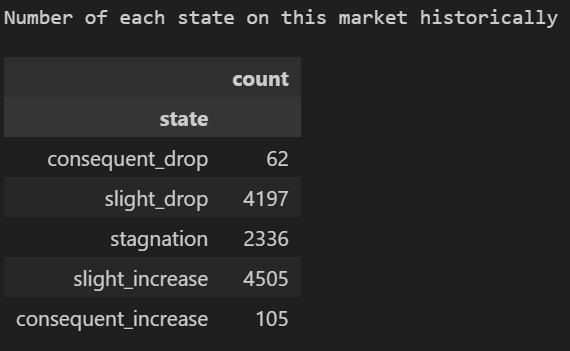 Number of each state on this market historically
count
state
consequent_drop 62
slight_drop 4197
stagnation 2336
slight_increase 4505
consequent_increase 105